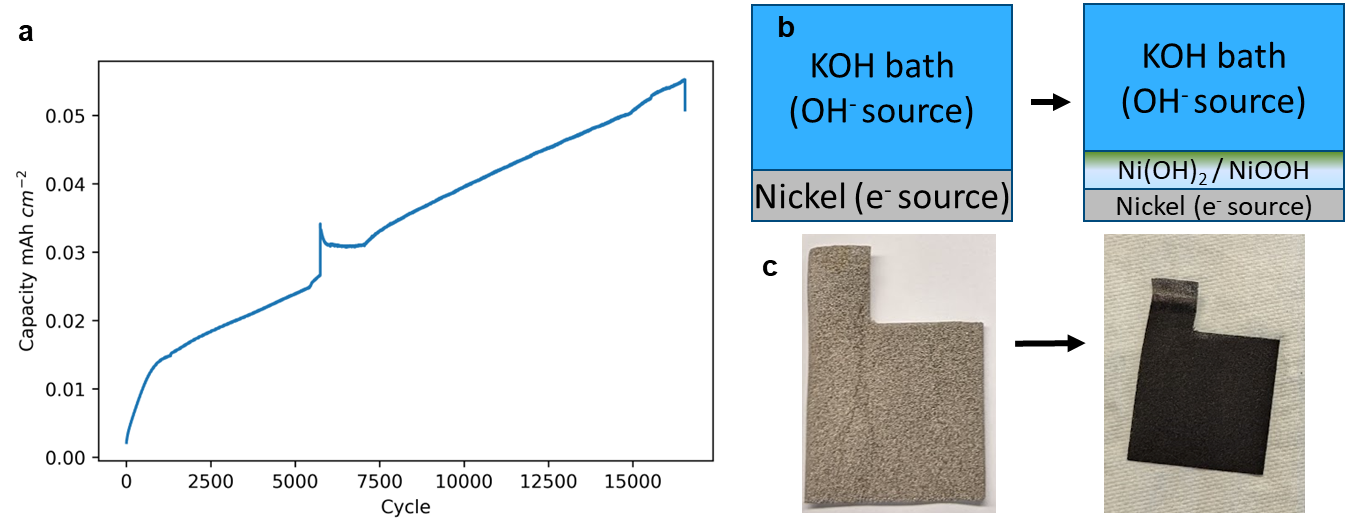 a
Capacity mAh cm⁻²
0.05
0.04
0.03
0.02
0.01
0.00
0 2500 5000 7500 10000 12500 15000
Cycle
b
KOH bath
(OH⁻ source)
Nickel (e⁻ source)
KOH bath
(OH⁻ source)
Ni(OH)₂ / NiOOH
Nickel (e⁻ source)
c